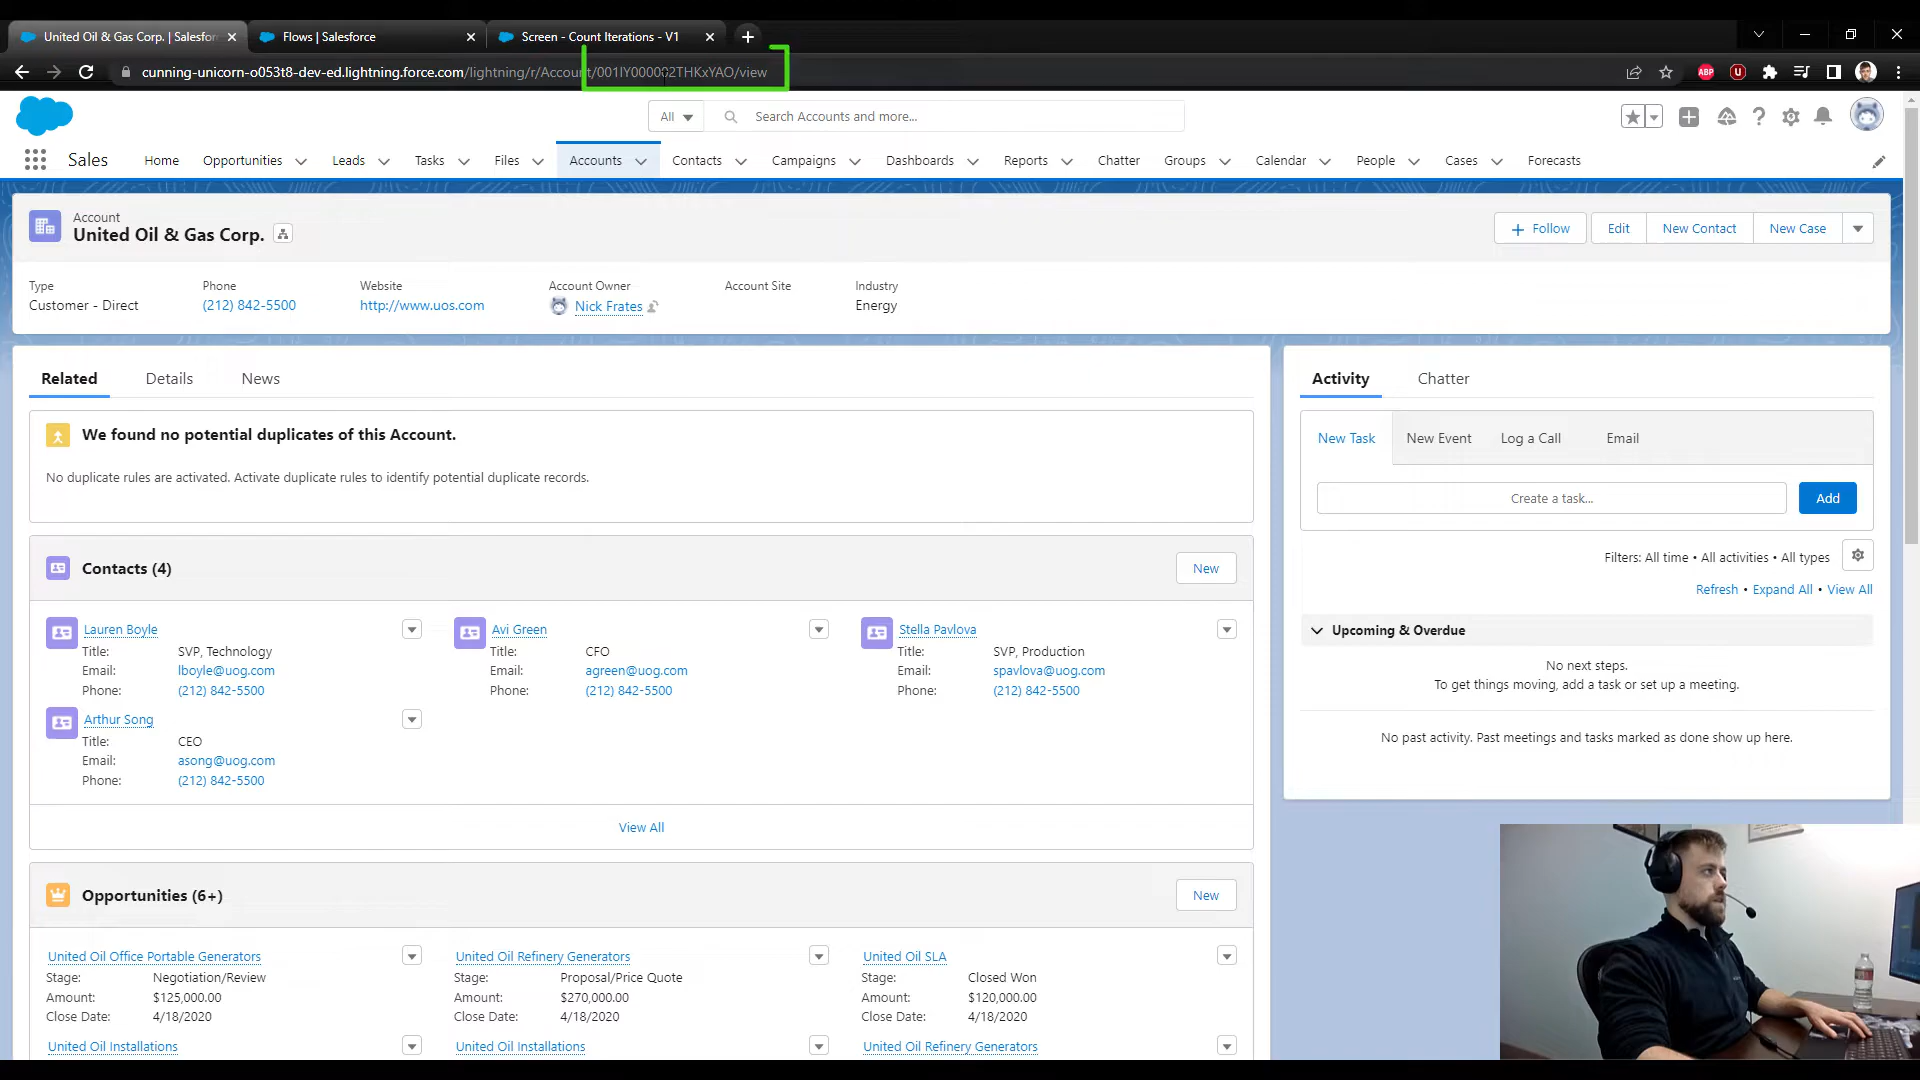 United Oil & Gas Corp. | Salesfor
Flows | Salesforce
Screen - Count Iterations - V1
cunning-unicorn-o053t8-dev-ed.lightning.force.com/lightning/r/Account/001IY000002THKxYAO/view
ABP
All
Search Accounts and more...
Sales
Home
Opportunities
Leads
Tasks
Files
Accounts
Contacts
Campaigns
Dashboards
Reports
Chatter
Groups
Calendar
People
Cases
Forecasts
Account
United Oil & Gas Corp.
Follow
Edit
New Contact
New Case
Type
Phone
Website
Account Owner
Account Site
Industry
Customer - Direct
(212) 842-5500
http://www.uos.com
Nick Frates
Energy
Related
Details
News
We found no potential duplicates of this Account.
No duplicate rules are activated. Activate duplicate rules to identify potential duplicate records.
Contacts (4)
New
Lauren Boyle
Title: SVP, Technology
Email: lboyle@uog.com
Phone: (212) 842-5500
Avi Green
Title: CFO
Email: agreen@uog.com
Phone: (212) 842-5500
Stella Pavlova
Title: SVP, Production
Email: spavlova@uog.com
Phone: (212) 842-5500
Arthur Song
Title: CEO
Email: asong@uog.com
Phone: (212) 842-5500
View All
Opportunities (6+)
New
United Oil Office Portable Generators
Stage: Negotiation/Review
Amount: $125,000.00
Close Date: 4/18/2020
United Oil Refinery Generators
Stage: Proposal/Price Quote
Amount: $270,000.00
Close Date: 4/18/2020
United Oil SLA
Stage: Closed Won
Amount: $120,000.00
Close Date: 4/18/2020
United Oil Installations
United Oil Installations
United Oil Refinery Generators
Activity
Chatter
New Task
New Event
Log a Call
Email
Create a task...
Add
Filters: All time • All activities • All types
Refresh • Expand All • View All
Upcoming & Overdue
No next steps.
To get things moving, add a task or set up a meeting.
No past activity. Past meetings and tasks marked as done show up here.